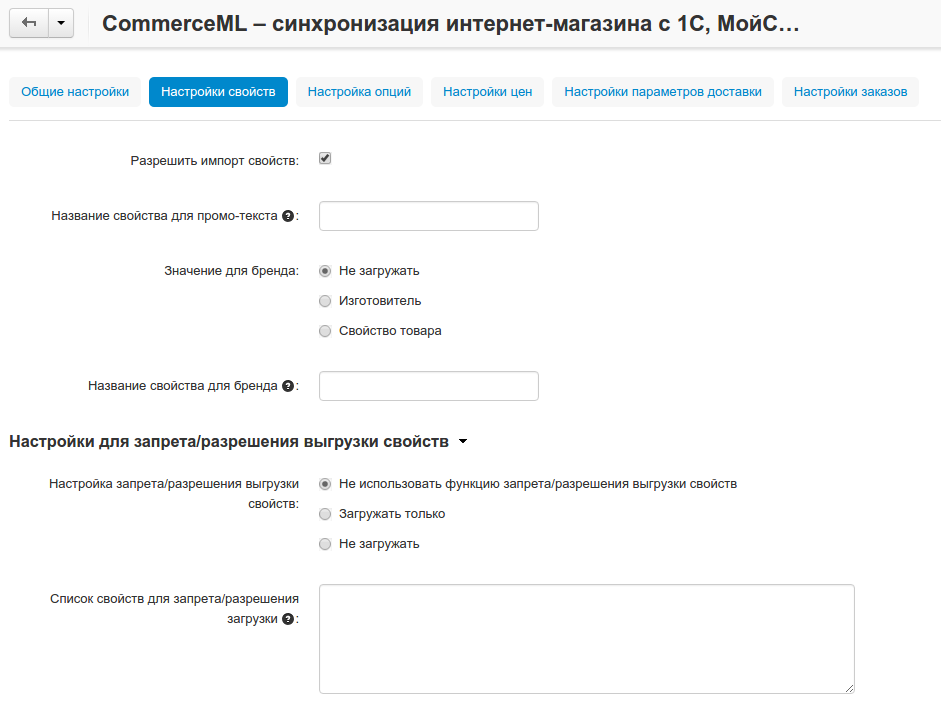 CommerceML – синхронизация интернет-магазина с 1С, МойС...
Общие настройки
Настройки свойств
Настройка опций
Настройки цен
Настройки параметров доставки
Настройки заказов
Разрешить импорт свойств:
Название свойства для промо-текста ?:
Значение для бренда:
Не загружать
Изготовитель
Свойство товара
Название свойства для бренда ?:
Настройки для запрета/разрешения выгрузки свойств
Настройка запрета/разрешения выгрузки
свойств:
Не использовать функцию запрета/разрешения выгрузки свойств
Загружать только
Не загружать
Список свойств для запрета/разрешения
загрузки ?: